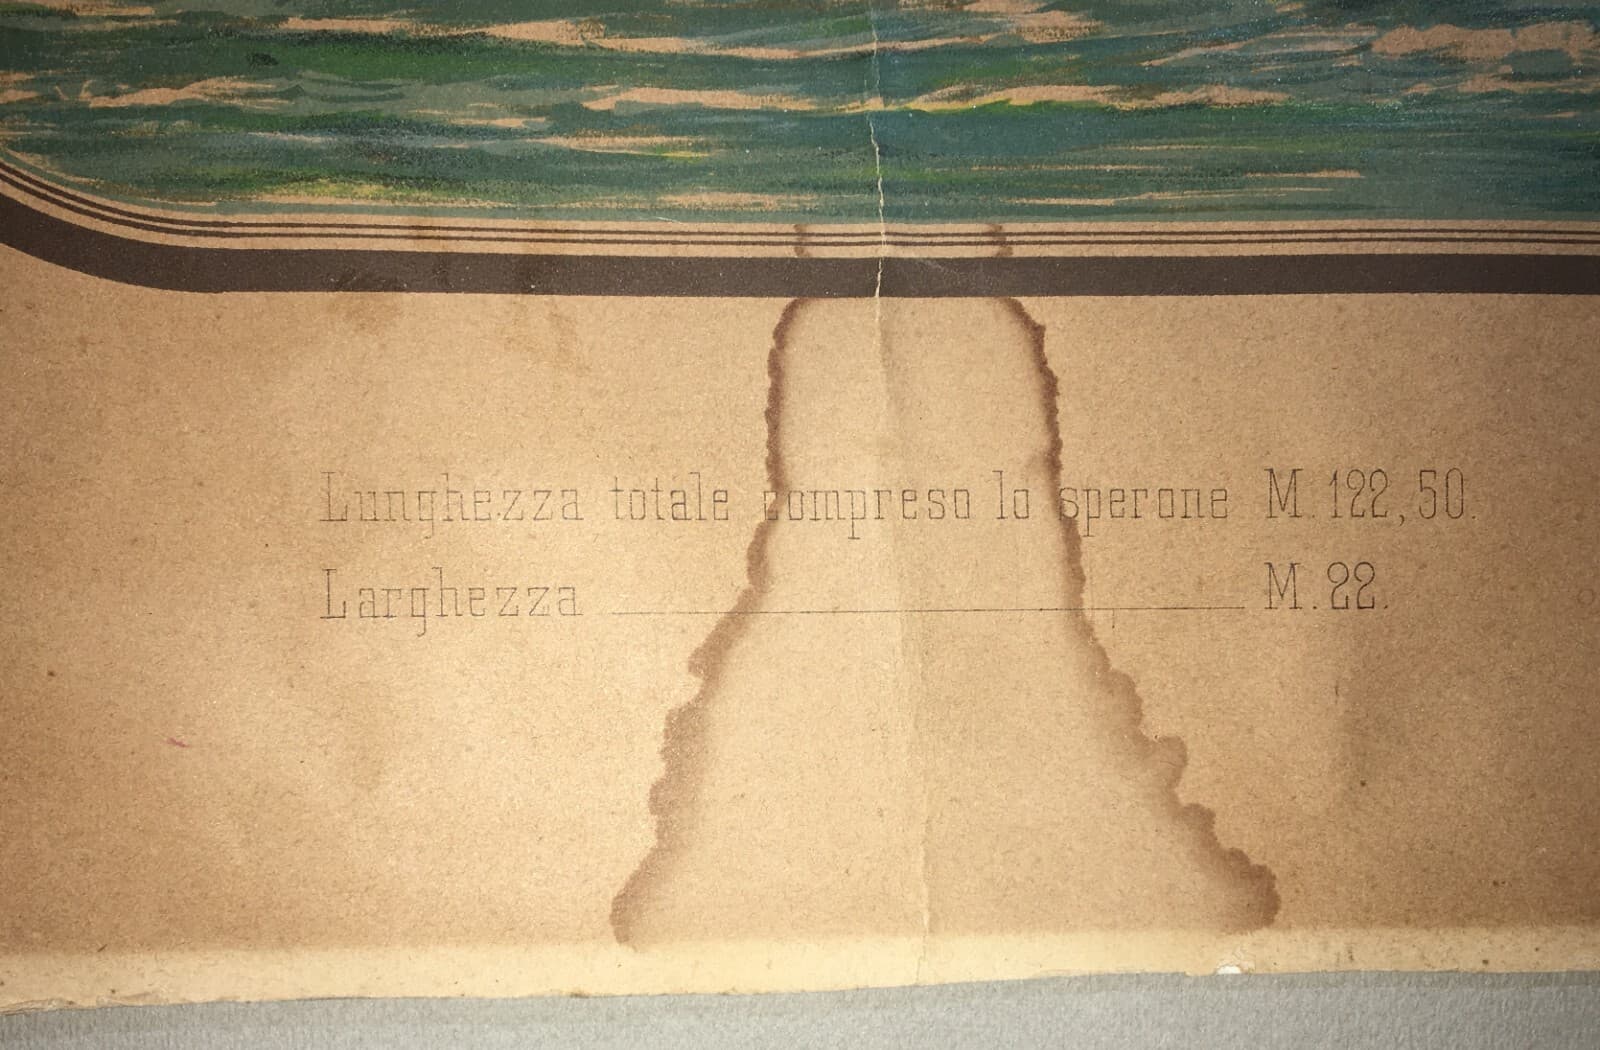 Lunghezza totale compreso lo sperone M. 122,50.
Larghezza M. 22.